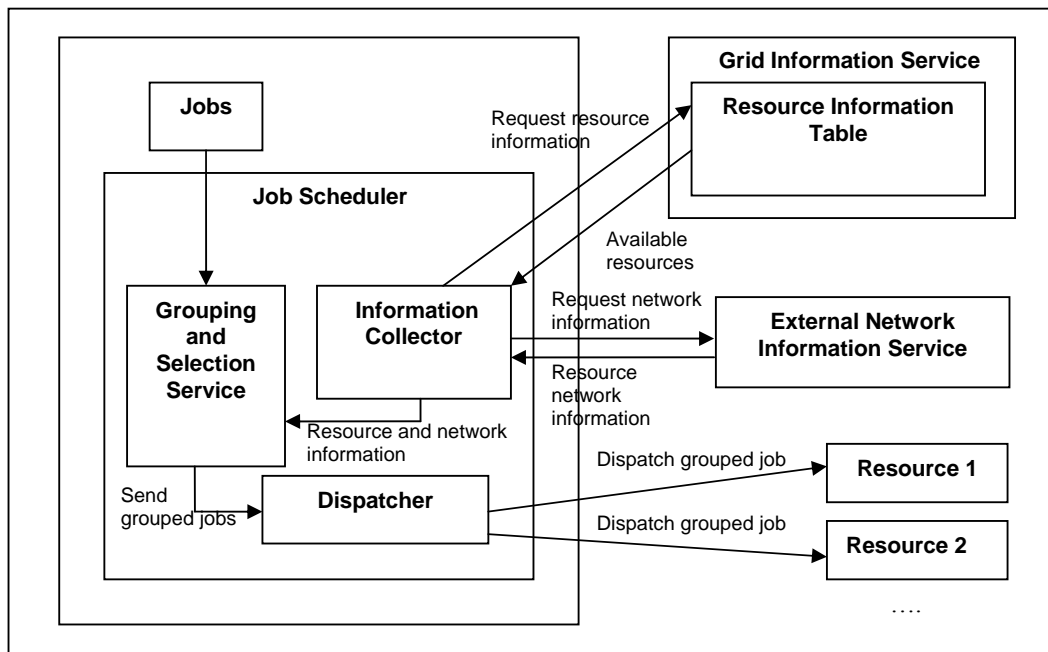 Grid Information Service
Resource Information
Table
Jobs
Request resource
information
Job Scheduler
Available
resources
Grouping
and
Selection
Service
Information
Collector
Request network
information
External Network
Information Service
Resource
network
information
Resource and network
information
Send
grouped jobs
Dispatcher
Dispatch grouped job
Resource 1
Dispatch grouped job
Resource 2
....